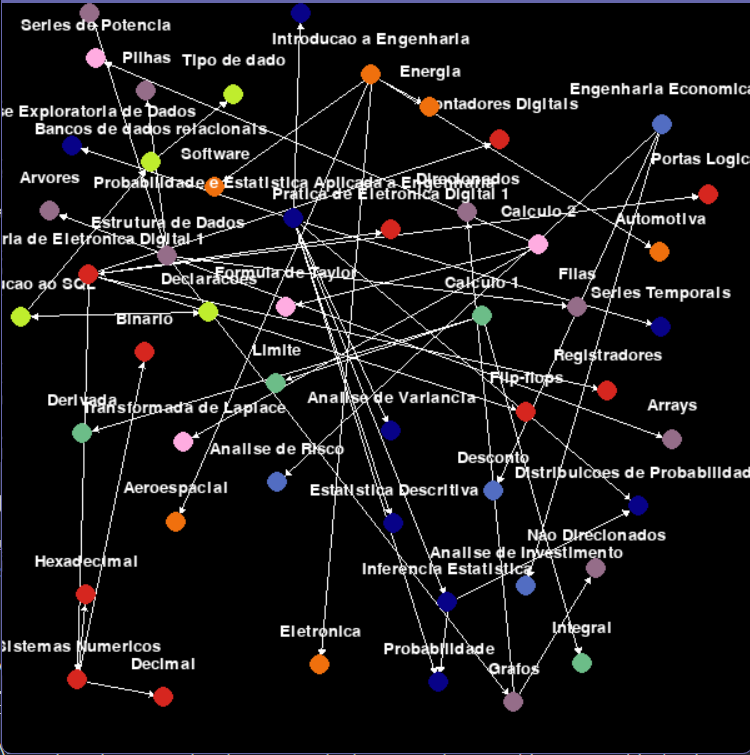 Series de Potencia
Introducao a Engenharia
Pilhas
Tipo de dado
Energia
Engenharia Economica
Contadores Digitais
se Exploratoria de Dados
Bancos de dados relacionais
Software
Portas Logic
Arvores
Probabilidade e Estatistica Aplicada a Engenharia
Direcionados
Pratica de Eletronica Digital 1
Calculo 2
Automotiva
Estrutura de Dados
ria de Eletronica Digital 1
Formula de Taylor
Filas
ucao ao SQL
Declaracoes
Calculo 1
Series Temporais
Binario
Limite
Registradores
Flip-flops
Derivada
Transformada de Laplace
Analise de Variancia
Arrays
Analise de Risco
Desconto
Distribuicoes de Probabilidad
Aeroespacial
Estatistica Descritiva
Nao Direcionados
Analise de Investimento
Hexadecimal
Inferencia Estatistica
Eletronica
Integral
Sistemas Numericos
Probabilidade
Decimal
Grafos